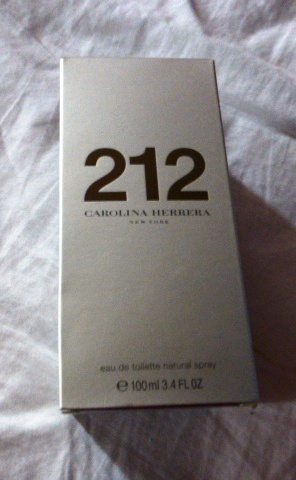 212
CAROLINA HERRERA
NEW YORK
eau de toilette natural spray
℮ 100 ml 3.4 FL OZ